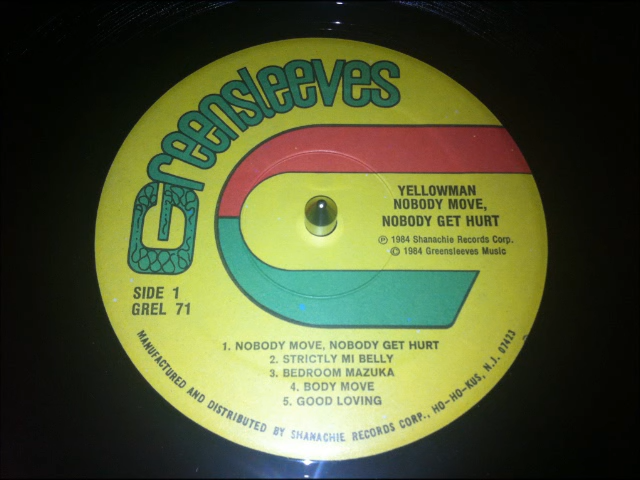 Greensleeves
YELLOWMAN
NOBODY MOVE,
NOBODY GET HURT
Ⓟ 1984 Shanachie Records Corp.
© 1984 Greensleeves Music
SIDE 1
GREL 71
1. NOBODY MOVE, NOBODY GET HURT
2. STRICTLY MI BELLY
3. BEDROOM MAZUKA
4. BODY MOVE
5. GOOD LOVING
MANUFACTURED AND DISTRIBUTED BY SHANACHIE RECORDS CORP., HO-HO-KUS, N.J. 07423